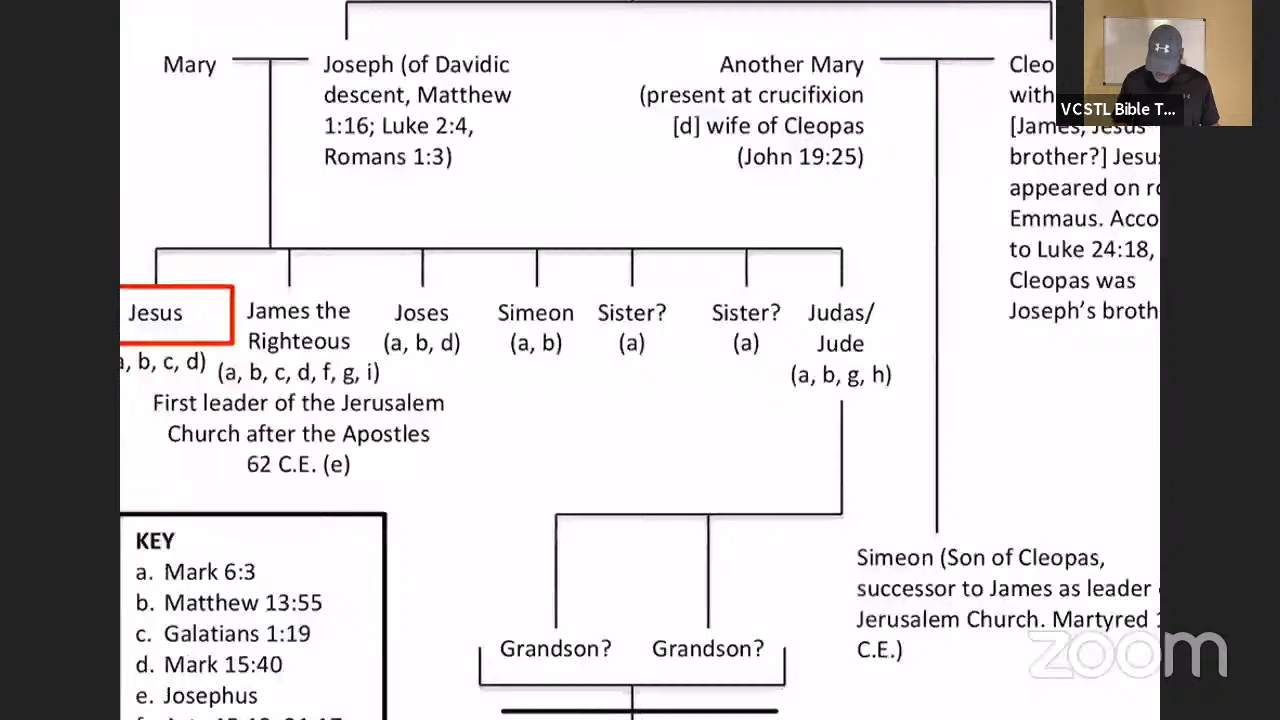 Mary
Joseph (of Davidic
descent, Matthew
1:16; Luke 2:4,
Romans 1:3)
Another Mary
(present at crucifixion
[d] wife of Cleopas
(John 19:25)
with
[James, Jesus
brother?]
appeared on
Emmaus.
to Luke 24:18,
Cleopas was
Joseph's
VCSTL Bible T...
Jesus
a, b, c, d)
James the
Righteous
(a, b, c, d, f, g, i)
First leader of the Jerusalem
Church after the Apostles
62 C.E. (e)
Joses
(a, b, d)
Simeon
(a, b)
Sister?
(a)
Sister?
(a)
Judas/
Jude
(a, b, g, h)
KEY
a. Mark 6:3
b. Matthew 13:55
c. Galatians 1:19
d. Mark 15:40
e. Josephus
Grandson?
Grandson?
Simeon (Son of Cleopas,
successor to James as leader
Jerusalem Church. Martyred
C.E.)
zoom